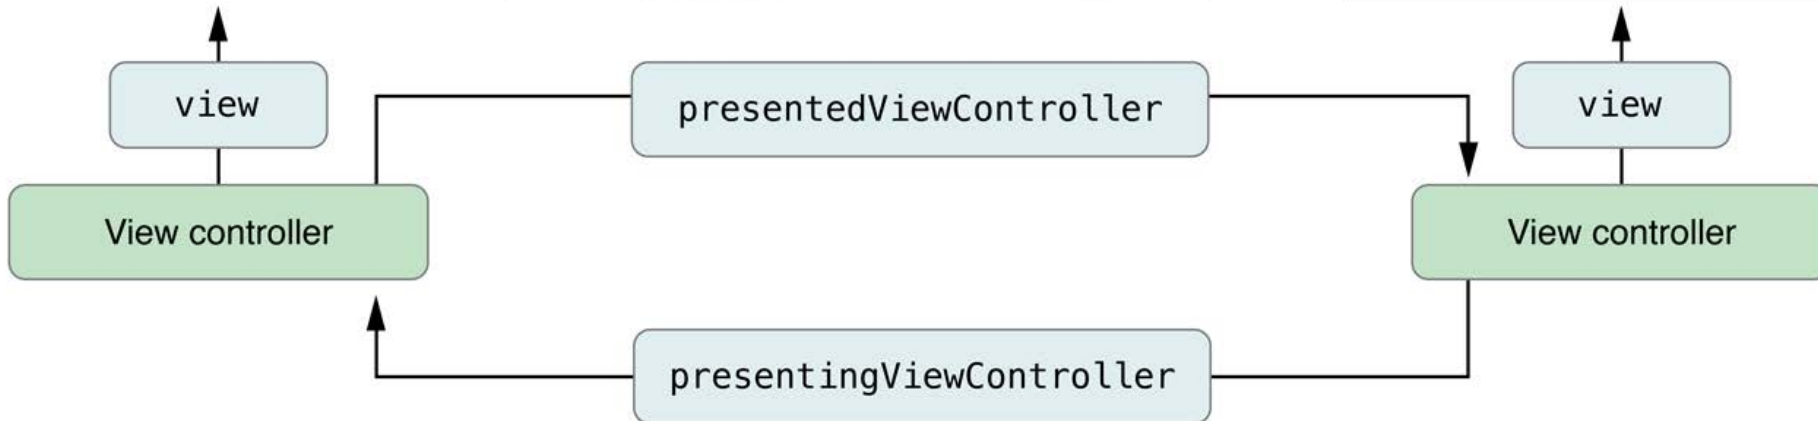 view
presentedViewController
view
View controller
View controller
presentingViewController